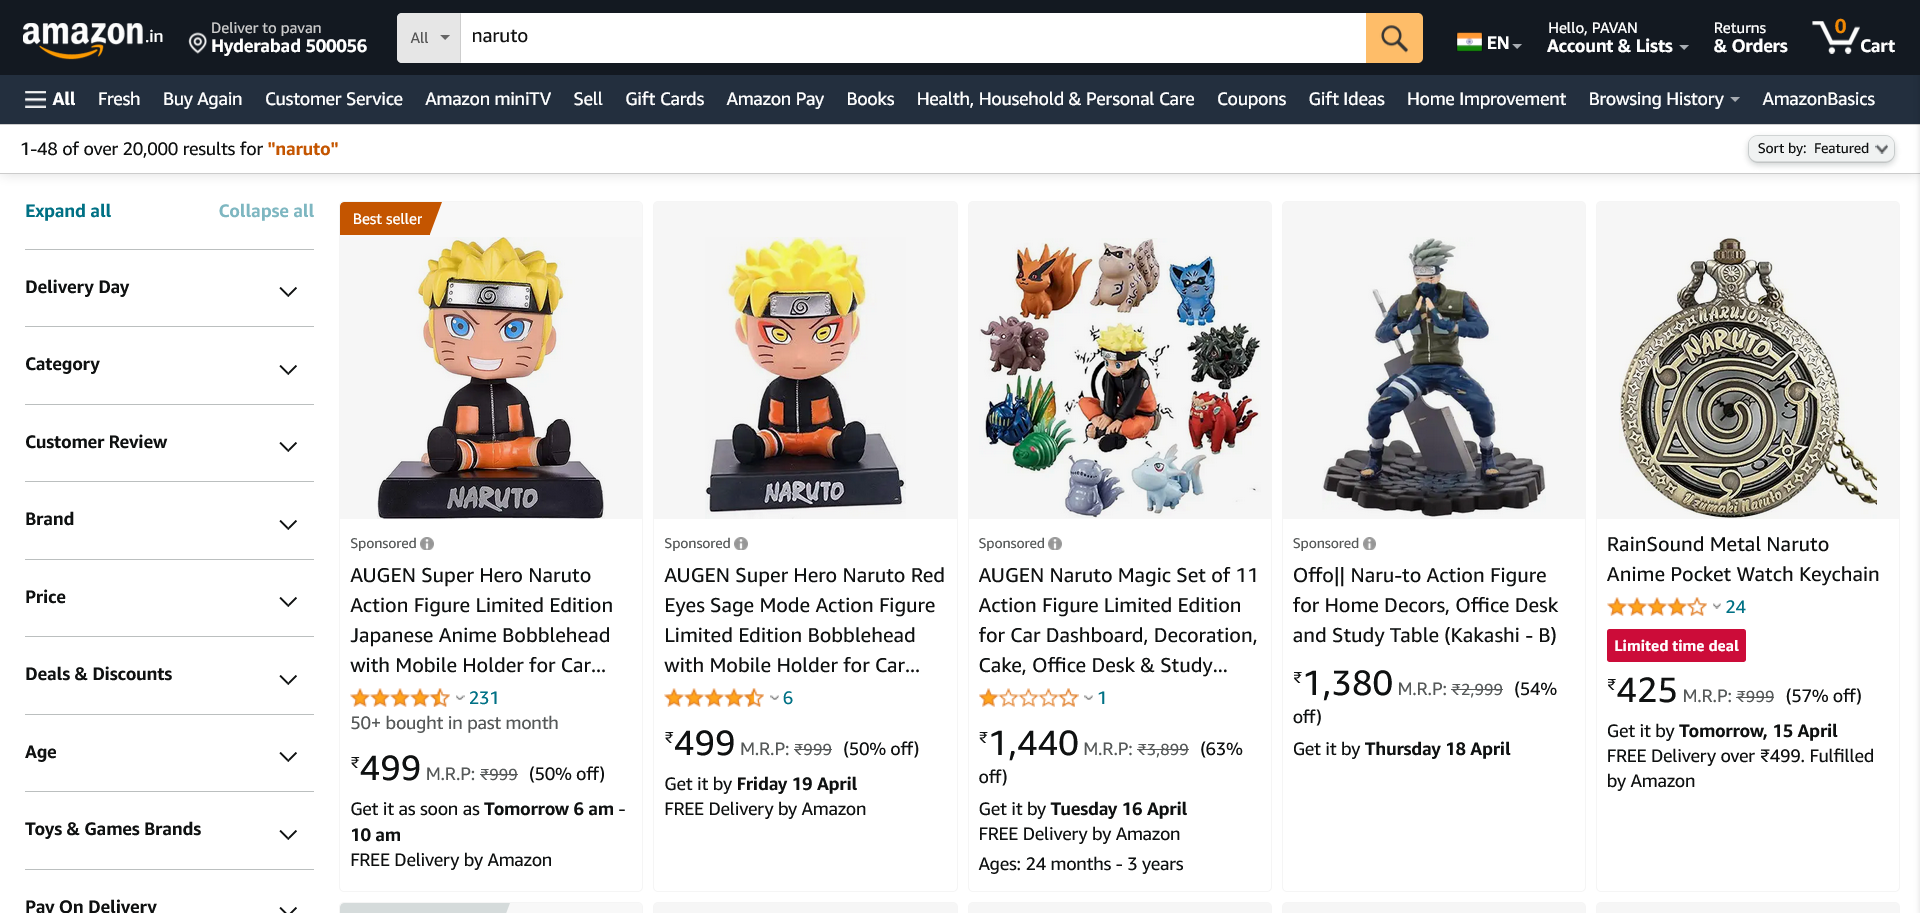 amazon.in
Deliver to pavan
Hyderabad 500056
All
naruto
EN
Hello, PAVAN
Account & Lists
Returns
& Orders
0
Cart
All
Fresh
Buy Again
Customer Service
Amazon miniTV
Sell
Gift Cards
Amazon Pay
Books
Health, Household & Personal Care
Coupons
Gift Ideas
Home Improvement
Browsing History
AmazonBasics
1-48 of over 20,000 results for "naruto"
Sort by: Featured
Expand all
Collapse all
Delivery Day
Category
Customer Review
Brand
Price
Deals & Discounts
Age
Toys & Games Brands
Pay On Delivery
Best seller
NARUTO
Sponsored
AUGEN Super Hero Naruto
Action Figure Limited Edition
Japanese Anime Bobblehead
with Mobile Holder for Car...
231
50+ bought in past month
₹499 M.R.P: ₹999 (50% off)
Get it as soon as Tomorrow 6 am -
10 am
FREE Delivery by Amazon
NARUTO
Sponsored
AUGEN Super Hero Naruto Red
Eyes Sage Mode Action Figure
Limited Edition Bobblehead
with Mobile Holder for Car...
6
₹499 M.R.P: ₹999 (50% off)
Get it by Friday 19 April
FREE Delivery by Amazon
Sponsored
AUGEN Naruto Magic Set of 11
Action Figure Limited Edition
for Car Dashboard, Decoration,
Cake, Office Desk & Study...
1
₹1,440 M.R.P: ₹3,899 (63%
off)
Get it by Tuesday 16 April
FREE Delivery by Amazon
Ages: 24 months - 3 years
Sponsored
Offo|| Naru-to Action Figure
for Home Decors, Office Desk
and Study Table (Kakashi - B)
₹1,380 M.R.P: ₹2,999 (54%
off)
Get it by Thursday 18 April
NARUTO
NARUTO
Uzumaki Naruto
RainSound Metal Naruto
Anime Pocket Watch Keychain
24
Limited time deal
₹425 M.R.P: ₹999 (57% off)
Get it by Tomorrow, 15 April
FREE Delivery over ₹499. Fulfilled
by Amazon